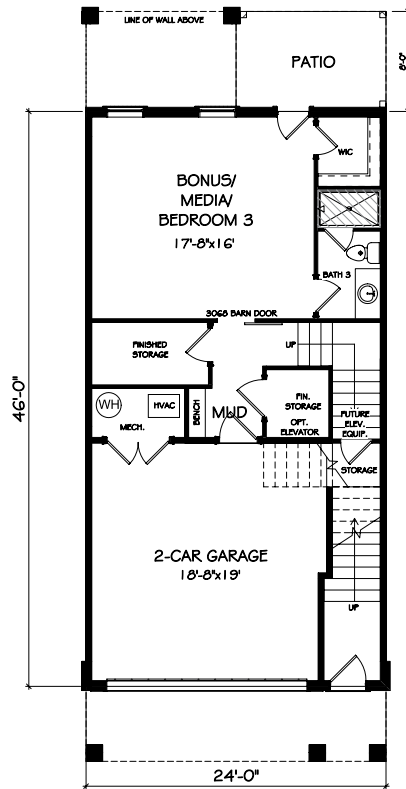 LINE OF WALL ABOVE
PATIO
8'-0"
WIC
BONUS/
MEDIA/
BEDROOM 3
17'-8"x16'
BATH 3
3068 BARN DOOR
FINISHED
STORAGE
UP
46'-0"
WH
HVAC
BENCH
MUD
FIN.
STORAGE
OPT.
ELEVATOR
FUTURE
ELEV.
EQUIP.
MECH.
STORAGE
2-CAR GARAGE
18'-8"x19'
UP
24'-0"